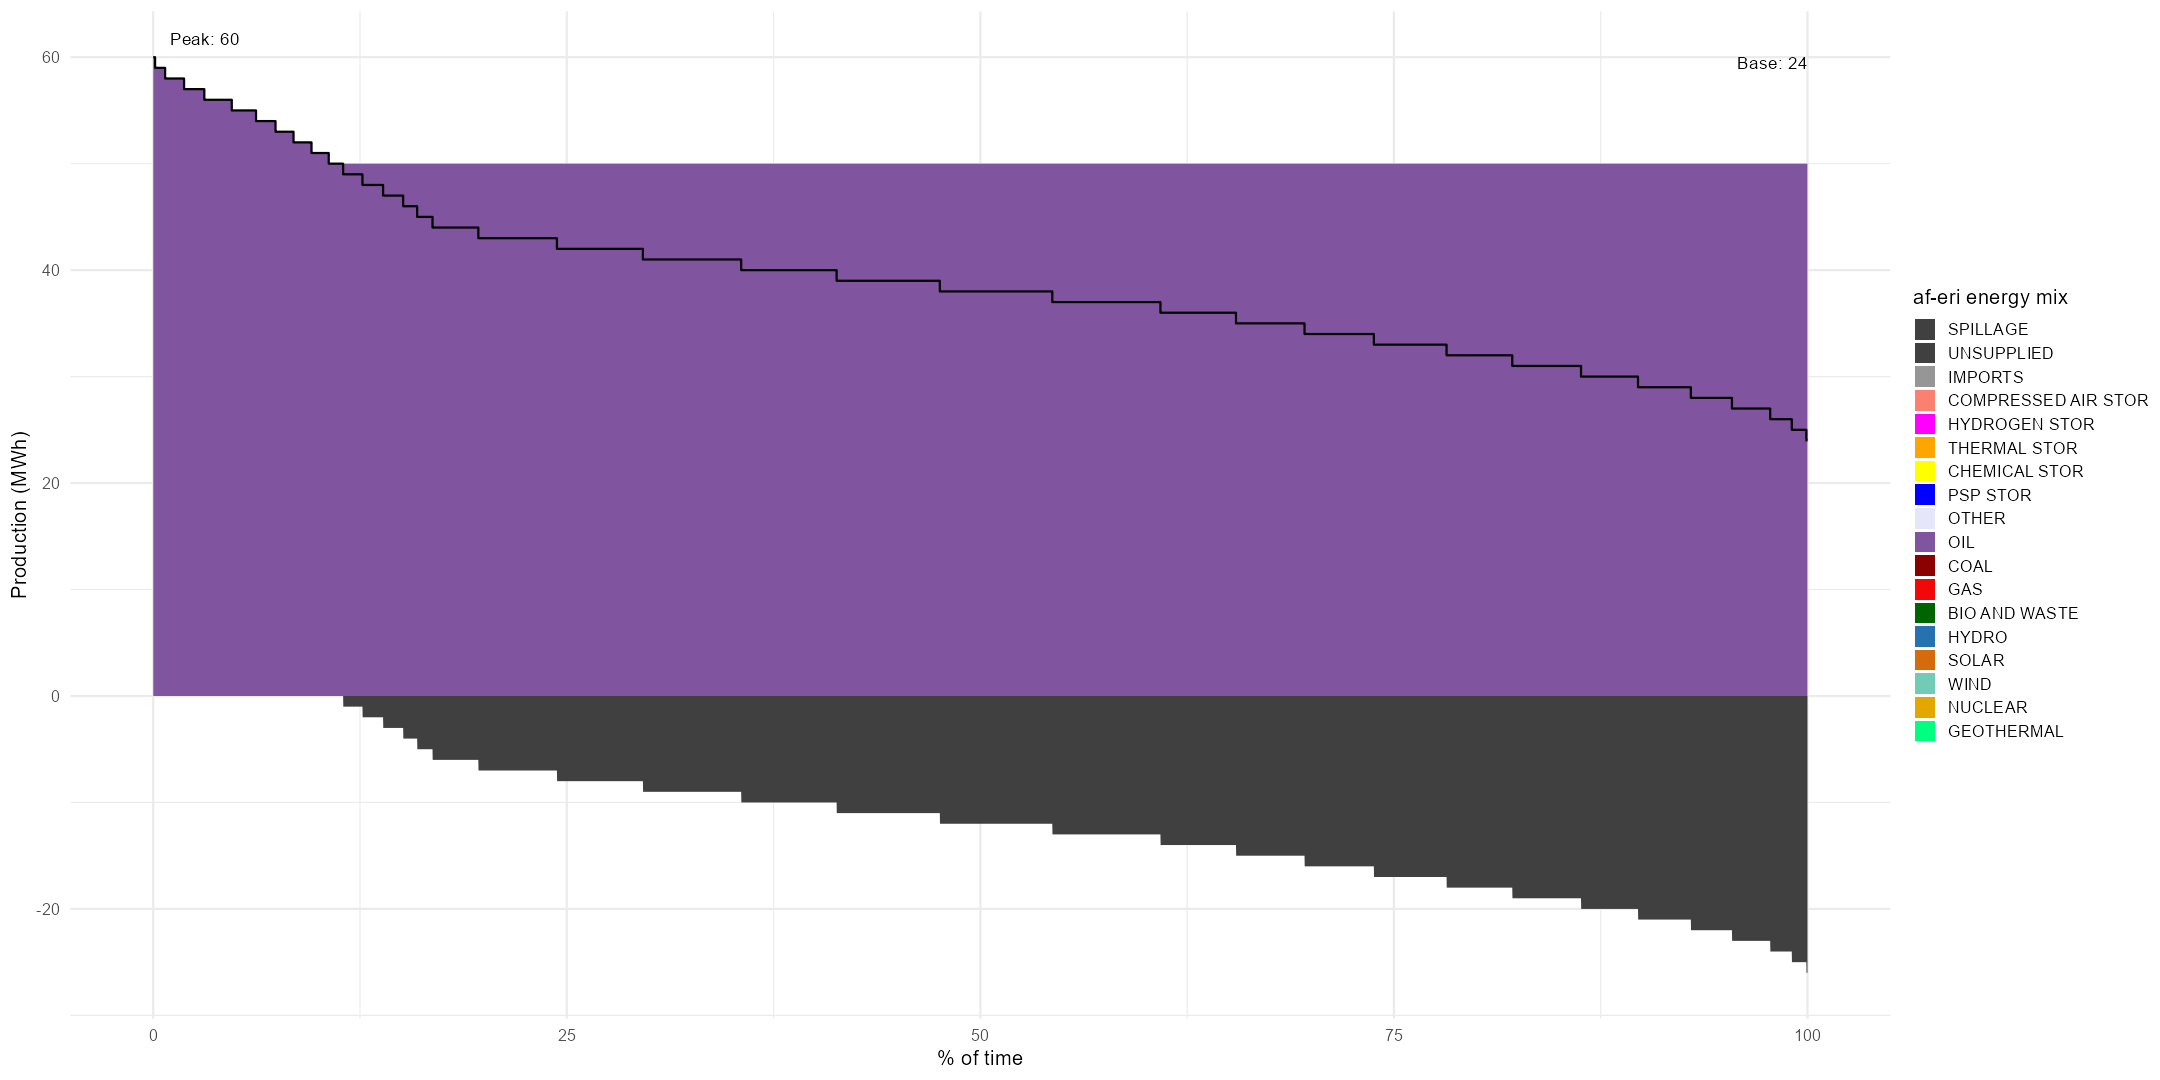 Peak: 60
Base: 24
60
40
20
0
-20
Production (MWh)
0
25
50
75
100
% of time
af-eri energy mix
SPILLAGE
UNSUPPLIED
IMPORTS
COMPRESSED AIR STOR
HYDROGEN STOR
THERMAL STOR
CHEMICAL STOR
PSP STOR
OTHER
OIL
COAL
GAS
BIO AND WASTE
HYDRO
SOLAR
WIND
NUCLEAR
GEOTHERMAL